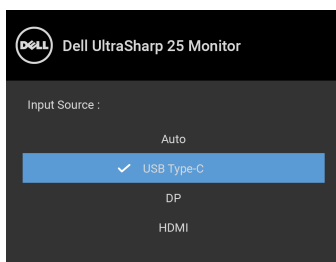 DELL
Dell UltraSharp 25 Monitor
Input Source :
Auto
USB Type-C
DP
HDMI